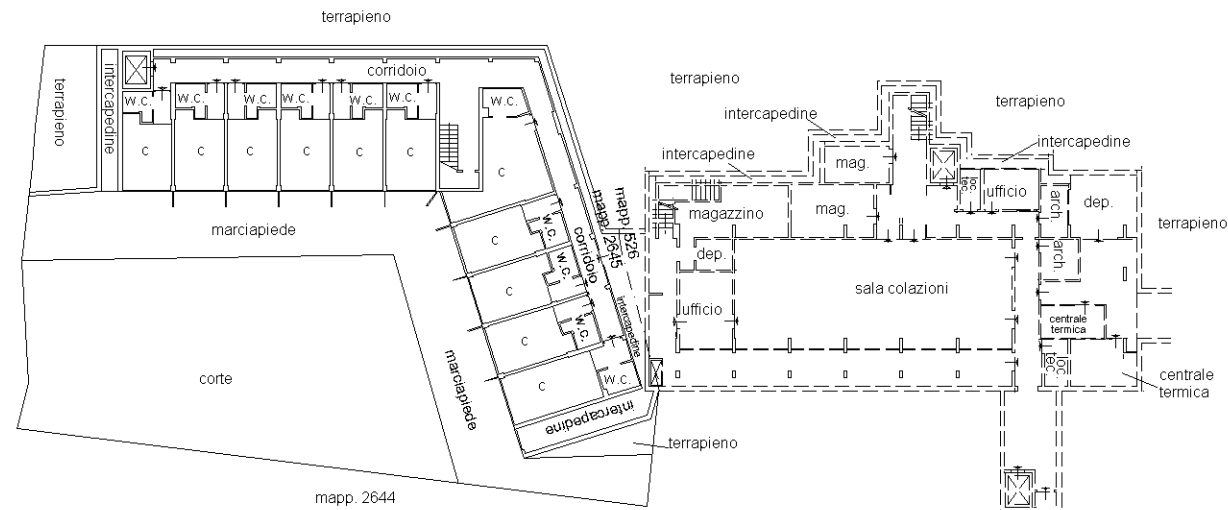 terrapieno
terrapieno
intercapedine
corridoio
w.c.
w.c.
w.c.
w.c.
w.c.
w.c.
w.c.
c
c
c
c
c
c
c
marciapiede
corte
marciapiede
mapp. 2644
c
w.c.
c
w.c.
c
w.c.
c
w.c.
corridoio
mapp. 526
mapp. 2645
intercapedine
intercapedine
terrapieno
terrapieno
intercapedine
intercapedine
terrapieno
intercapedine
mag.
magazzino
mag.
loc.
tec.
ufficio
arch.
dep.
terrapieno
dep.
arch.
ufficio
sala colazioni
centrale
termica
loc.
tec.
centrale
termica